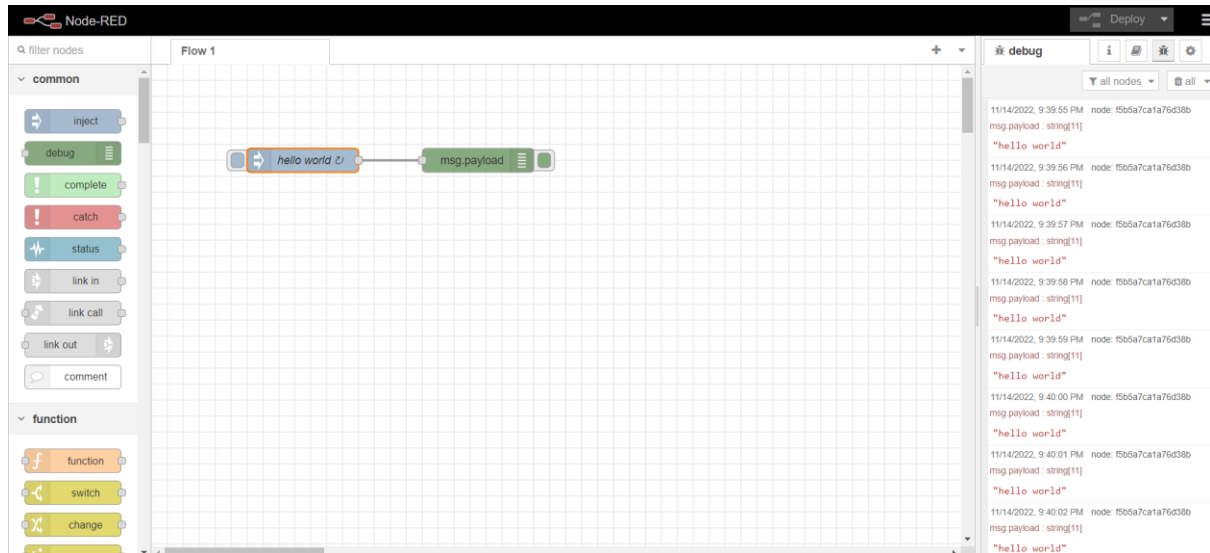 Node-RED
Deploy
filter nodes
Flow 1
debug
i
all nodes
all
common
inject
debug
complete
catch
status
link in
link call
link out
comment
function
function
switch
change
hello world ↻
msg.payload
11/14/2022, 9:39:55 PM node: f5b5a7ca1a76d38b
msg.payload : string[11]
"hello world"
11/14/2022, 9:39:56 PM node: f5b5a7ca1a76d38b
msg.payload : string[11]
"hello world"
11/14/2022, 9:39:57 PM node: f5b5a7ca1a76d38b
msg.payload : string[11]
"hello world"
11/14/2022, 9:39:58 PM node: f5b5a7ca1a76d38b
msg.payload : string[11]
"hello world"
11/14/2022, 9:39:59 PM node: f5b5a7ca1a76d38b
msg.payload : string[11]
"hello world"
11/14/2022, 9:40:00 PM node: f5b5a7ca1a76d38b
msg.payload : string[11]
"hello world"
11/14/2022, 9:40:01 PM node: f5b5a7ca1a76d38b
msg.payload : string[11]
"hello world"
11/14/2022, 9:40:02 PM node: f5b5a7ca1a76d38b
msg.payload : string[11]
"hello world"